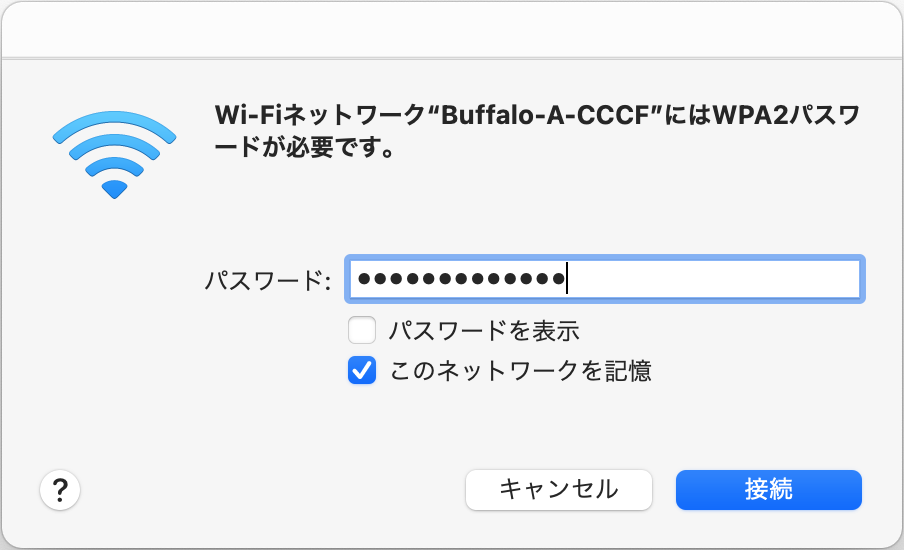 Wi-Fiネットワーク“Buffalo-A-CCCF”にはWPA2パスワ
ードが必要です。
パスワード: •••••••••••••
パスワードを表示
このネットワークを記憶
? キャンセル 接続